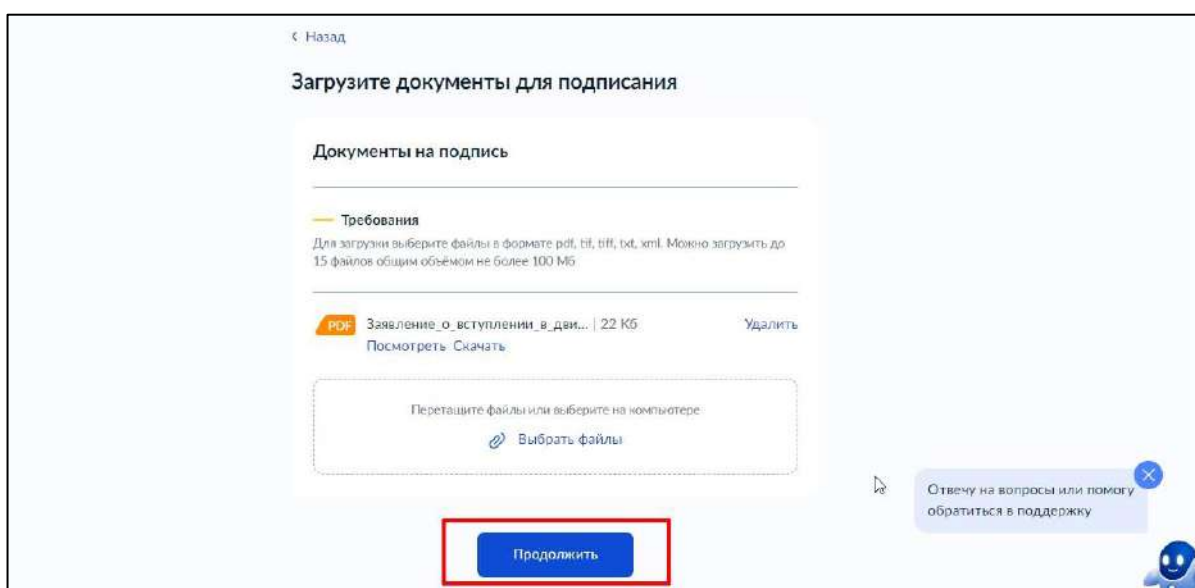 Назад
Загрузите документы для подписания
Документы на подпись
Требования
Для загрузки выберите файлы в формате pdf, tif, tiff, txt, xml. Можно загрузить до
15 файлов общим объёмом не более 100 Мб
PDF Заявление_о_вступлении_в_дви... | 22 Кб Удалить
Посмотреть Скачать
Перетащите файлы или выберите на компьютере
Выбрать файлы
Отвечу на вопросы или помогу
обратиться в поддержку
Продолжить